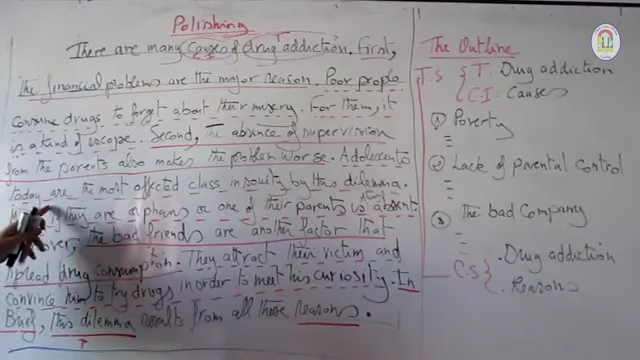 Polishing
There are many causes of drug addiction. First,
the financial problems are the major reason. Poor people
consume drugs to forget about their misery. For them, it
is a kind of escape. Second, the absence of supervision
from the parents also makes the problem worse. Adolescents
today are the most affected class in society by this dilemma.
they are orphans or one of their parents is absent
the bad friends are another factor that
spread drug consumption. They attract their victim and
convince him to try drugs in order to meet his curiosity. In
Brief, this dilemma results from all these reasons.
T
The Outline
T.S { T: Drug addiction
C.I: Causes
① Poverty
② Lack of parental control
③ The bad Company
C.S { . Drug addiction
. Reasons